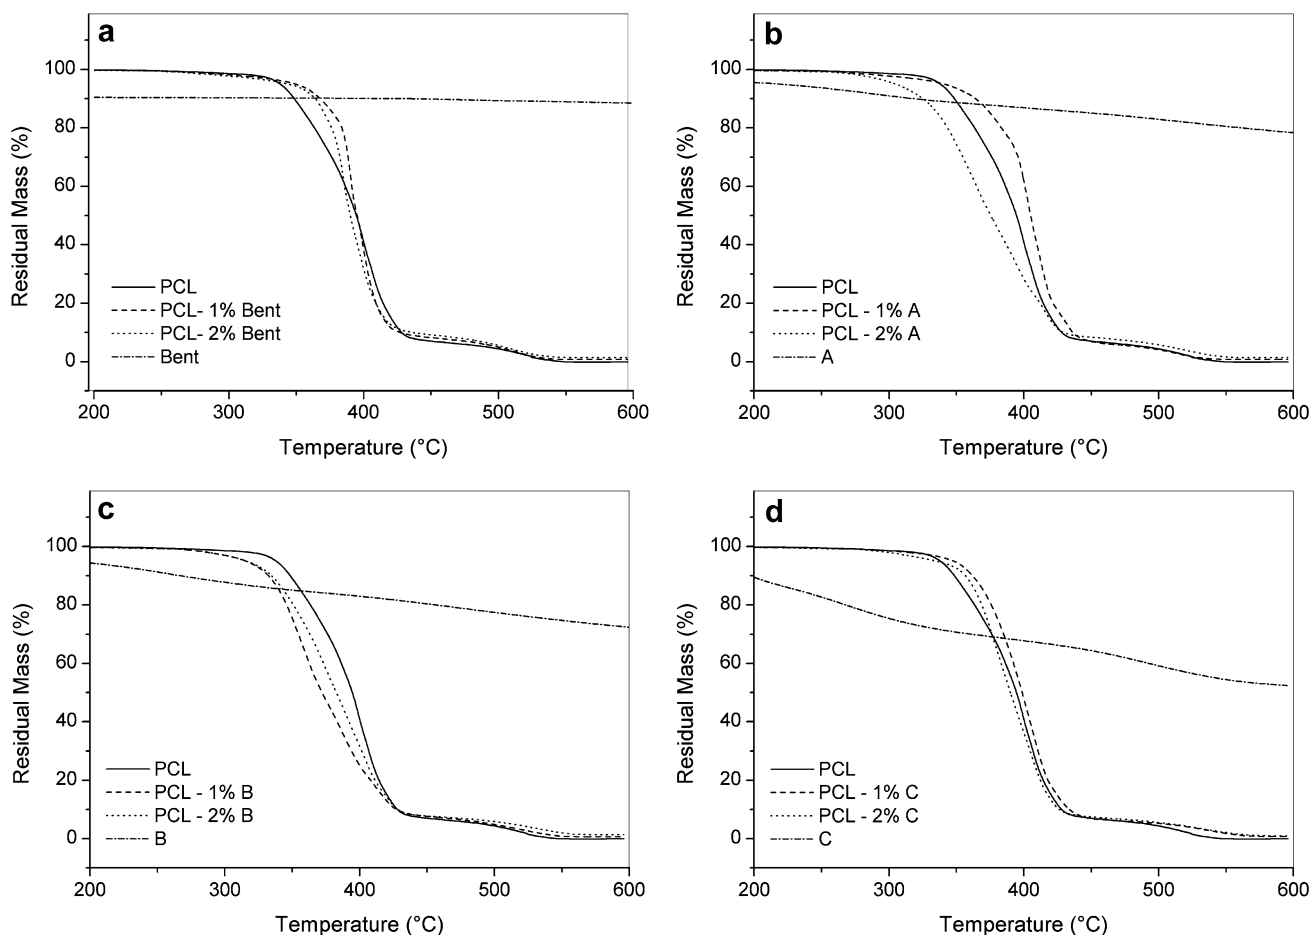 a
Residual Mass (%)
100
80
60
40
20
0
PCL
PCL- 1% Bent
PCL- 2% Bent
Bent
200 300 400 500 600
Temperature (°C)
b
Residual Mass (%)
100
80
60
40
20
0
PCL
PCL - 1% A
PCL - 2% A
A
200 300 400 500 600
Temperature (°C)
c
Residual Mass (%)
100
80
60
40
20
0
PCL
PCL - 1% B
PCL - 2% B
B
200 300 400 500 600
Temperature (°C)
d
Residual Mass (%)
100
80
60
40
20
0
PCL
PCL - 1% C
PCL - 2% C
C
200 300 400 500 600
Temperature (°C)